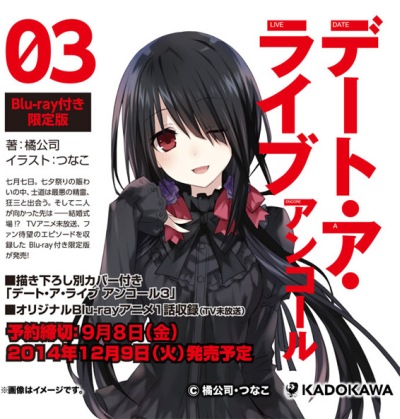 03
Blu-ray付き
限定版
著：橘公司
イラスト：つなこ
七月七日。七夕祭りの賑わ
いの中、士道は最悪の精霊、
狂三と出会う。そして二人
が向かった先は──結婚式
場!? TVアニメ未放送、フ
ァン待望のエピソードを収
録した Blu-ray付き限定版
が発売!
LIVE
DATE
デート・ア・
A
ライブ
ENCORE
アンコール
■描き下ろし別カバー付き
「デート・ア・ライブ アンコール3」
■オリジナルBlu-rayアニメ1話収録(TV未放送)
予約締切：9月8日(金)
2014年12月9日(火)発売予定
※画像はイメージです。
© 橘公司・つなこ
KADOKAWA